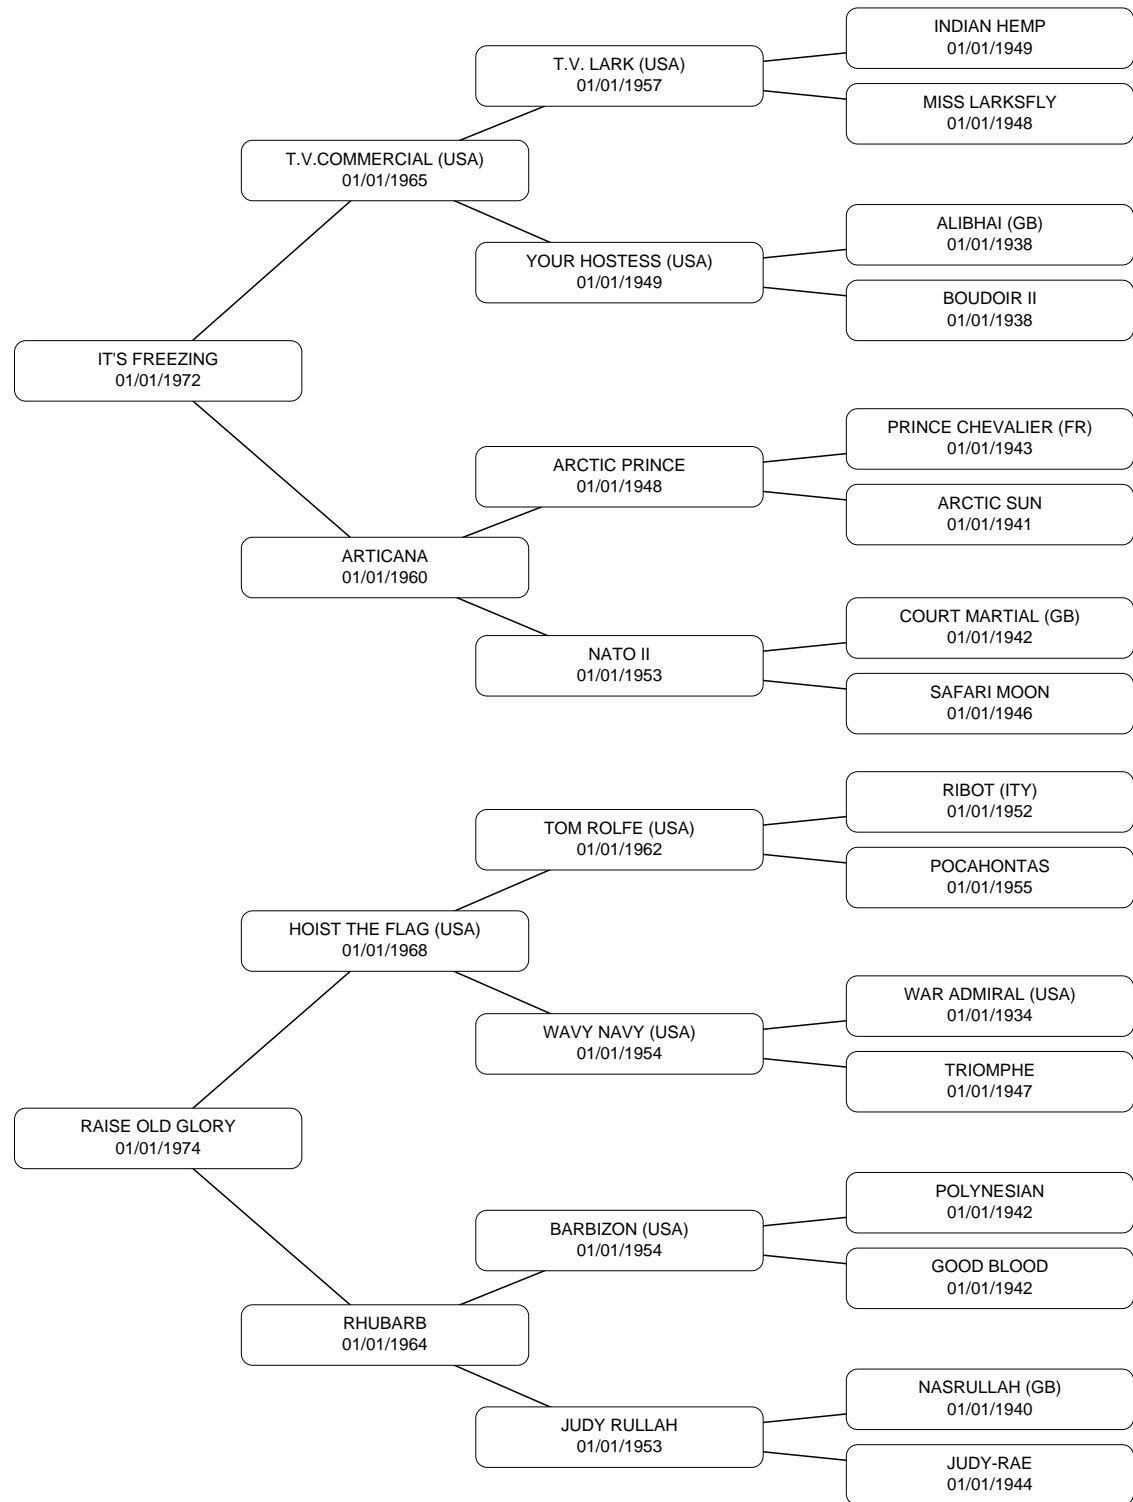 INDIAN HEMP
01/01/1949
T.V. LARK (USA)
01/01/1957
MISS LARKSFLY
01/01/1948
T.V.COMMERCIAL (USA)
01/01/1965
ALIBHAI (GB)
01/01/1938
YOUR HOSTESS (USA)
01/01/1949
BOUDOIR II
01/01/1938
IT'S FREEZING
01/01/1972
PRINCE CHEVALIER (FR)
01/01/1943
ARCTIC PRINCE
01/01/1948
ARCTIC SUN
01/01/1941
ARTICANA
01/01/1960
COURT MARTIAL (GB)
01/01/1942
NATO II
01/01/1953
SAFARI MOON
01/01/1946
RIBOT (ITY)
01/01/1952
TOM ROLFE (USA)
01/01/1962
POCAHONTAS
01/01/1955
HOIST THE FLAG (USA)
01/01/1968
WAR ADMIRAL (USA)
01/01/1934
WAVY NAVY (USA)
01/01/1954
TRIOMPHE
01/01/1947
RAISE OLD GLORY
01/01/1974
POLYNESIAN
01/01/1942
BARBIZON (USA)
01/01/1954
GOOD BLOOD
01/01/1942
RHUBARB
01/01/1964
NASRULLAH (GB)
01/01/1940
JUDY RULLAH
01/01/1953
JUDY-RAE
01/01/1944